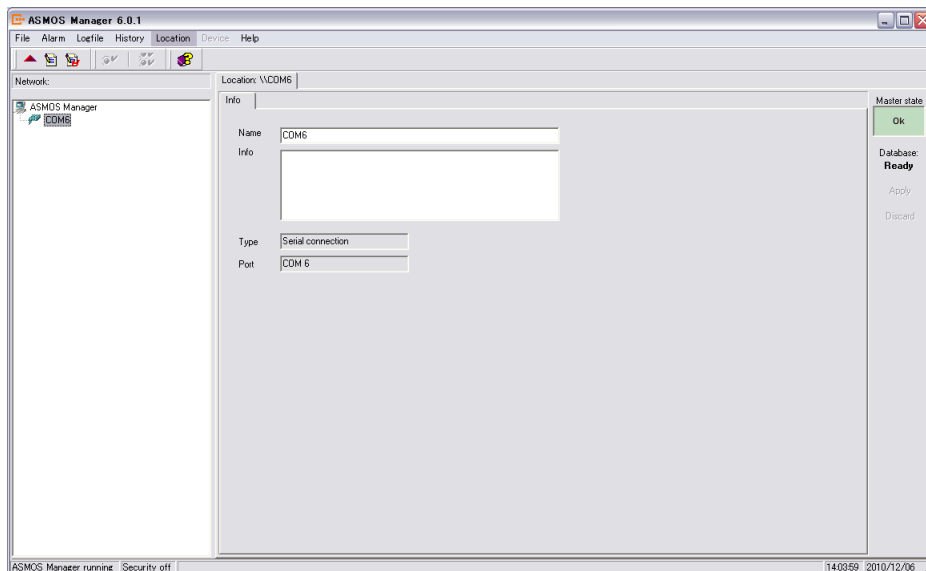 ASMOS Manager 6.0.1
File Alarm Logfile History Location Device Help
Network:
ASMOS Manager
COM6
Location: \\COM6
Info
Name COM6
Info
Type Serial connection
Port COM 6
Master state
Ok
Database:
Ready
Apply
Discard
ASMOS Manager running Security off 14:03:59 2010/12/06